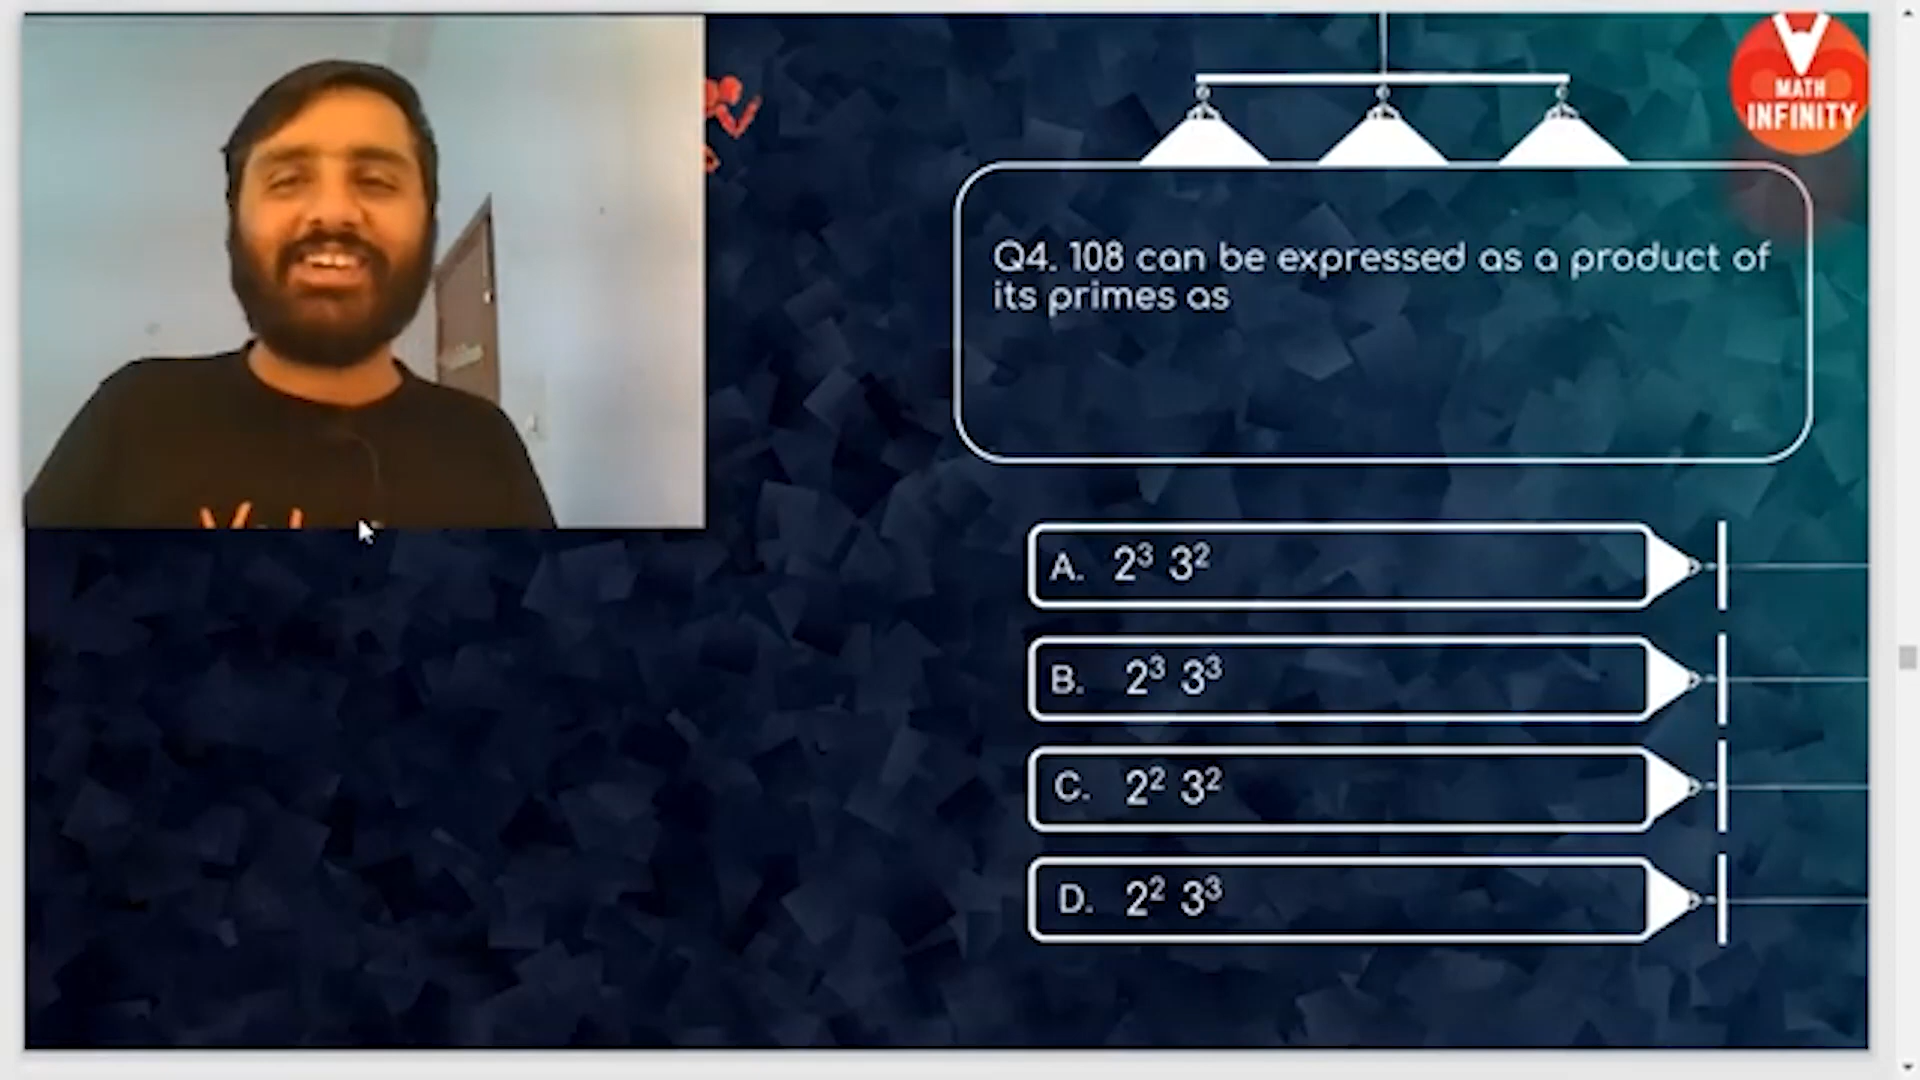 MATH
INFINITY
Q4. 108 can be expressed as a product of
its primes as
A. 2³ 3²
B. 2³ 3³
C. 2² 3²
D. 2² 3³